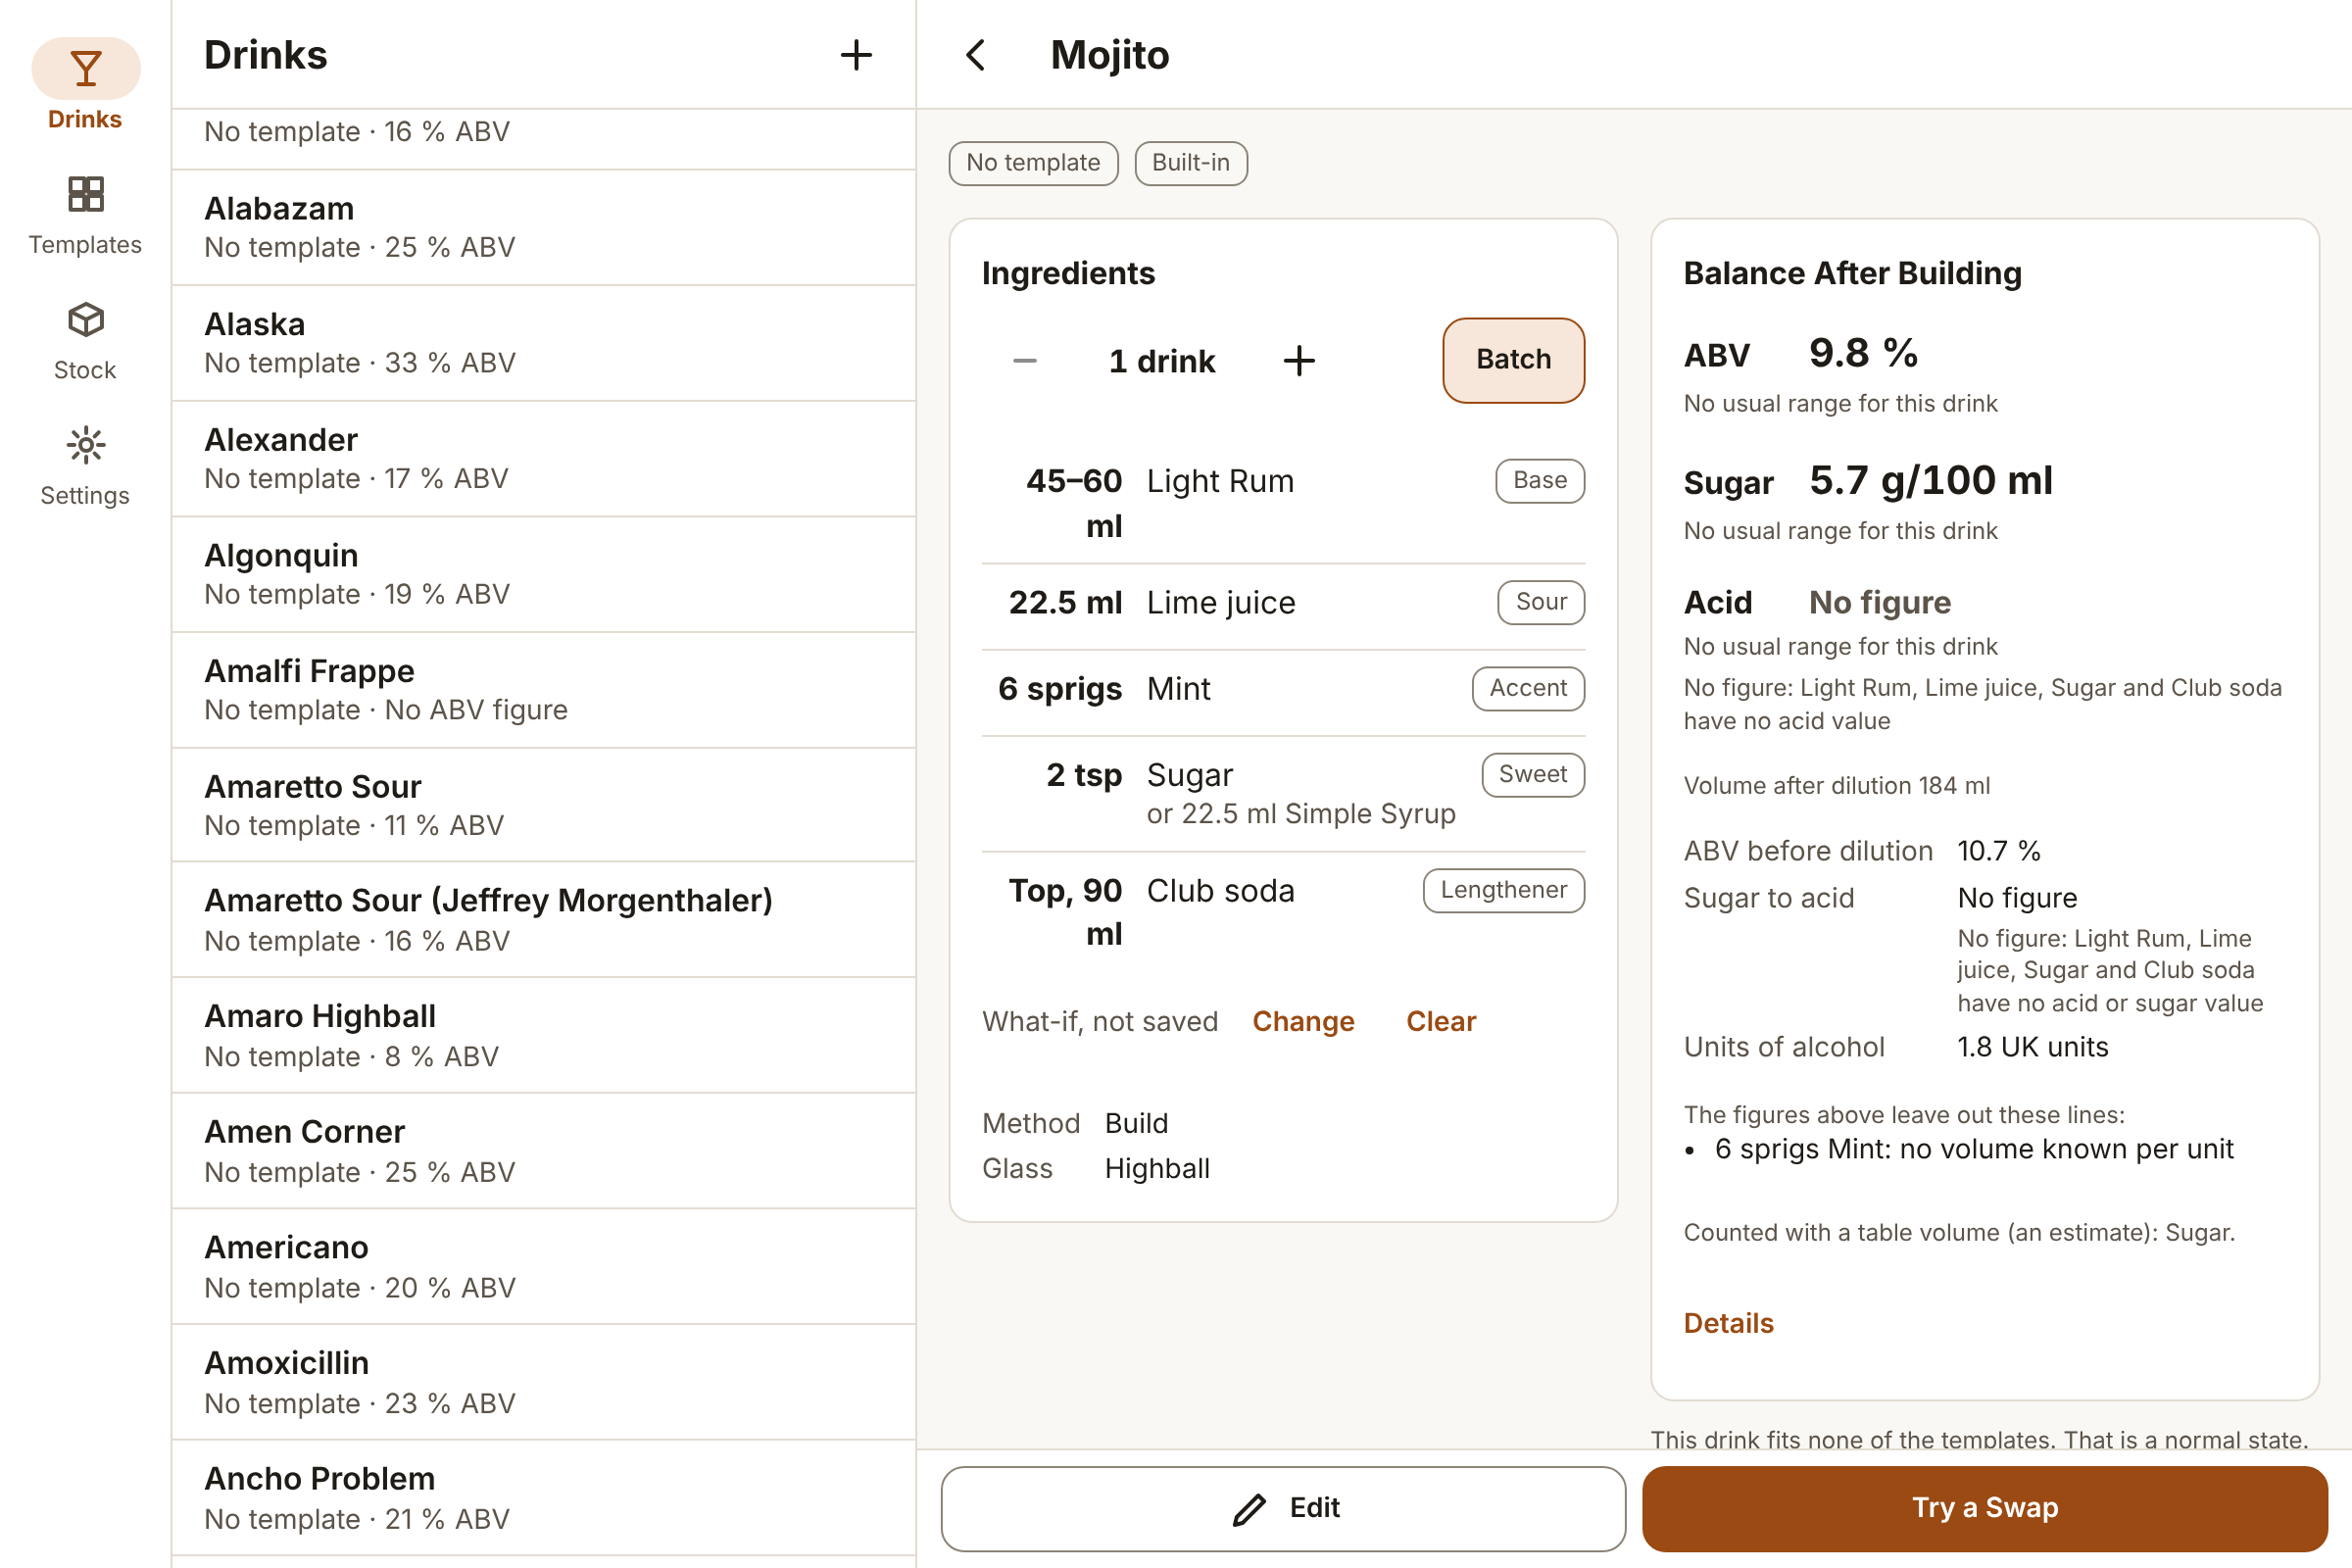 Drinks
Templates
Stock
Settings
Drinks
No template · 16 % ABV
Alabazam
No template · 25 % ABV
Alaska
No template · 33 % ABV
Alexander
No template · 17 % ABV
Algonquin
No template · 19 % ABV
Amalfi Frappe
No template · No ABV figure
Amaretto Sour
No template · 11 % ABV
Amaretto Sour (Jeffrey Morgenthaler)
No template · 16 % ABV
Amaro Highball
No template · 8 % ABV
Amen Corner
No template · 25 % ABV
Americano
No template · 20 % ABV
Amoxicillin
No template · 23 % ABV
Ancho Problem
No template · 21 % ABV
Mojito
No template
Built-in
Ingredients
1 drink
Batch
45–60 ml Light Rum Base
22.5 ml Lime juice Sour
6 sprigs Mint Accent
2 tsp Sugar Sweet
or 22.5 ml Simple Syrup
Top, 90 ml Club soda Lengthener
What-if, not saved Change Clear
Method Build
Glass Highball
Balance After Building
ABV 9.8 %
No usual range for this drink
Sugar 5.7 g/100 ml
No usual range for this drink
Acid No figure
No usual range for this drink
No figure: Light Rum, Lime juice, Sugar and Club soda
have no acid value
Volume after dilution 184 ml
ABV before dilution 10.7 %
Sugar to acid No figure
No figure: Light Rum, Lime
juice, Sugar and Club soda
have no acid or sugar value
Units of alcohol 1.8 UK units
The figures above leave out these lines:
• 6 sprigs Mint: no volume known per unit
Counted with a table volume (an estimate): Sugar.
Details
This drink fits none of the templates. That is a normal state.
Edit
Try a Swap